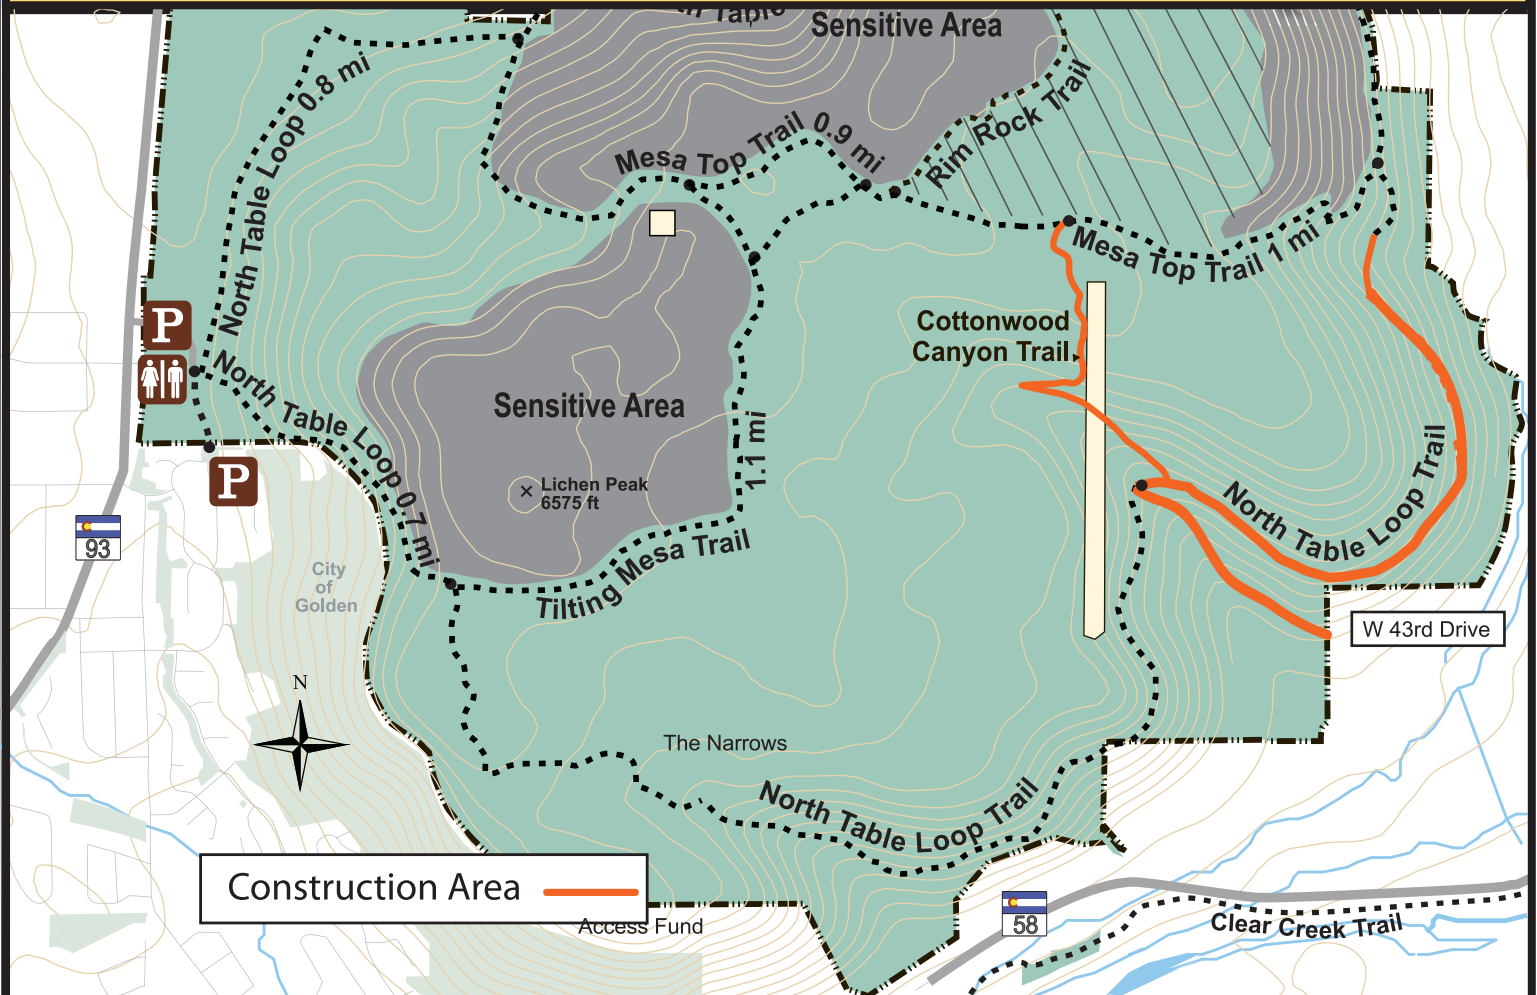 Sensitive Area
North Table Loop 0.8 mi
Mesa Top Trail 0.9 mi
Rim Rock Trail
Mesa Top Trail 1 mi
P
Cottonwood
Canyon Trail
North Table Loop 0.7 mi
Sensitive Area
1.1 mi
Lichen Peak
6575 ft
P
North Table Loop Trail
93
Tilting Mesa Trail
City
of
Golden
W 43rd Drive
N
The Narrows
North Table Loop Trail
Construction Area
Access Fund
58
Clear Creek Trail